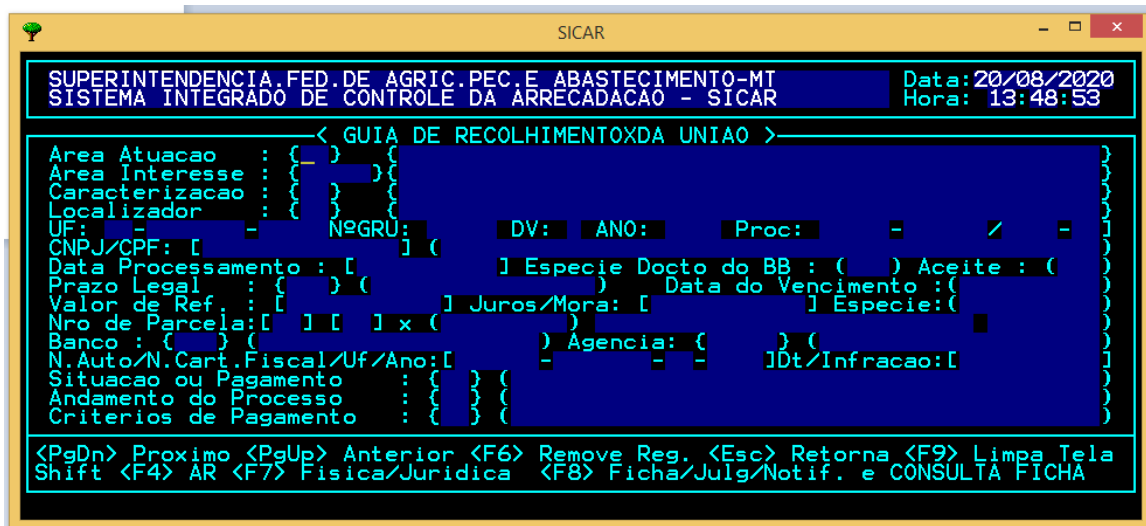 SICAR
SUPERINTENDENCIA.FED.DE AGRIC.PEC.E ABASTECIMENTO-MT Data:20/08/2020
SISTEMA INTEGRADO DE CONTROLE DA ARRECADACAO - SICAR Hora: 13:48:53
< GUIA DE RECOLHIMENTOXDA UNIAO >
Area Atuacao : {_ } { }
Area Interesse : { }{ }
Caracterizacao : { } { }
Localizador : { } { }
UF: - - NºGRU: DV: ANO: Proc: - / - ]
CNPJ/CPF: [ ] ( )
Data Processamento : [ ] Especie Docto do BB : ( ) Aceite : ( )
Prazo Legal : { } ( ) Data do Vencimento :( )
Valor de Ref. : [ ] Juros/Mora: [ ] Especie:( )
Nro de Parcela:[ ] [ ] x ( ) )
Banco : { } ( ) Agencia: { } ( )
N.Auto/N.Cart.Fiscal/Uf/Ano:[ - - - ]Dt/Infracao:[ ]
Situacao ou Pagamento : { } ( )
Andamento do Processo : { } ( )
Criterios de Pagamento : { } ( )
<PgDn> Proximo <PgUp> Anterior <F6> Remove Reg. <Esc> Retorna <F9> Limpa Tela
Shift <F4> AR <F7> Fisica/Juridica <F8> Ficha/Julg/Notif. e CONSULTA FICHA